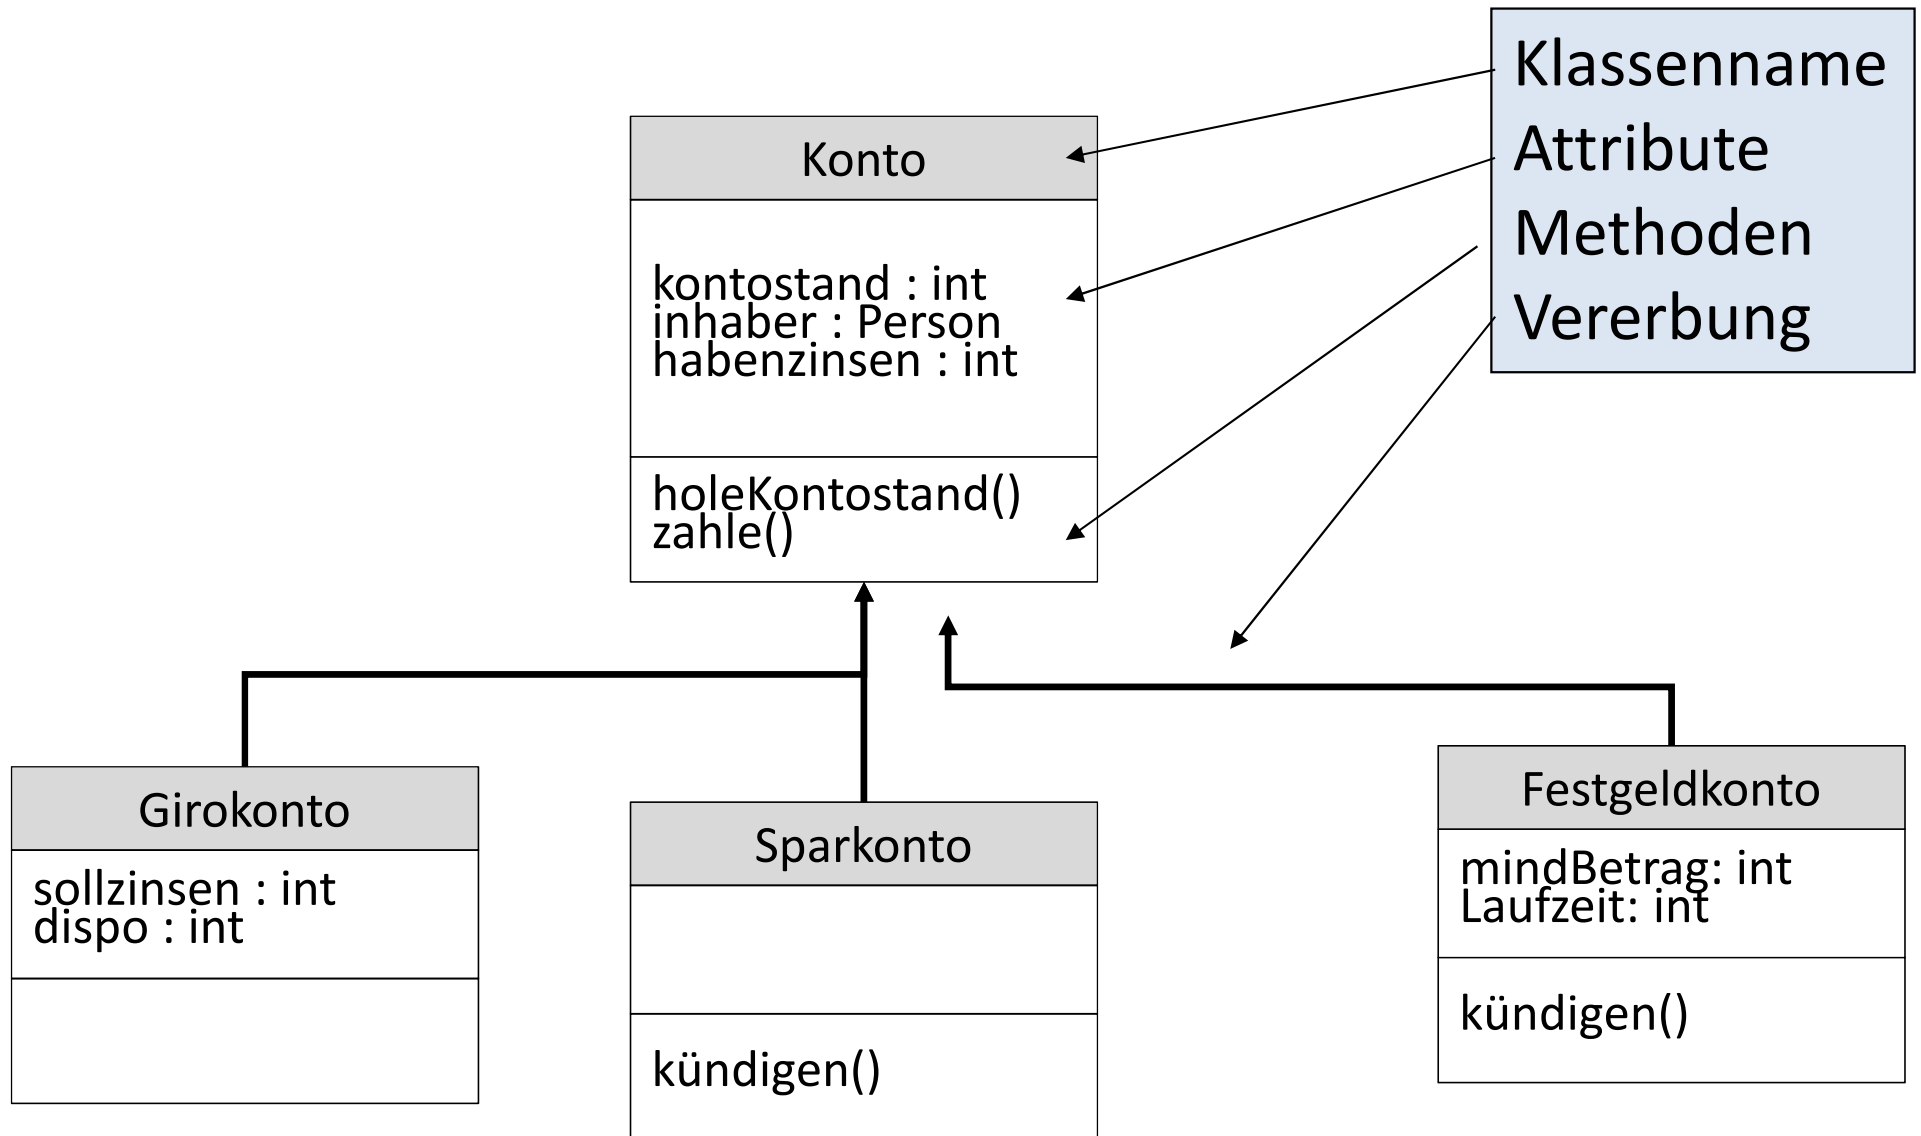 Klassenname
Attribute
Methoden
Vererbung
Konto
kontostand : int
inhaber : Person
habenzinsen : int
holeKontostand()
zahle()
Girokonto
sollzinsen : int
dispo : int
Sparkonto
kündigen()
Festgeldkonto
mindBetrag: int
Laufzeit: int
kündigen()